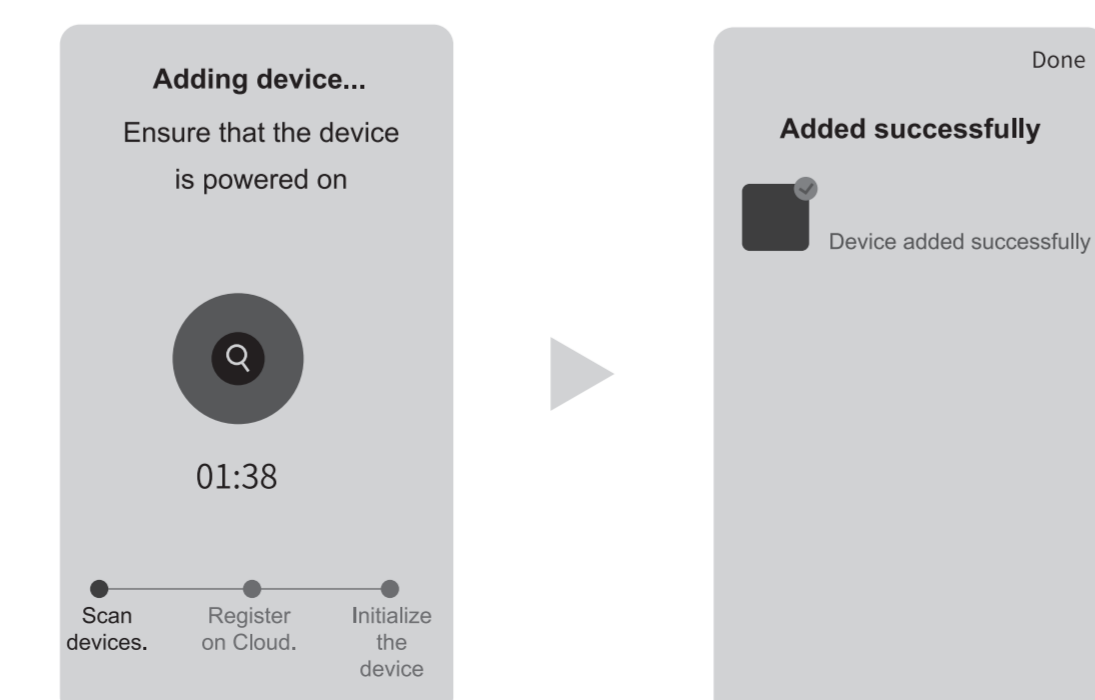 Adding device...
Ensure that the device
is powered on
01:38
Scan
devices.
Register
on Cloud.
Initialize
the
device
Done
Added successfully
Device added successfully